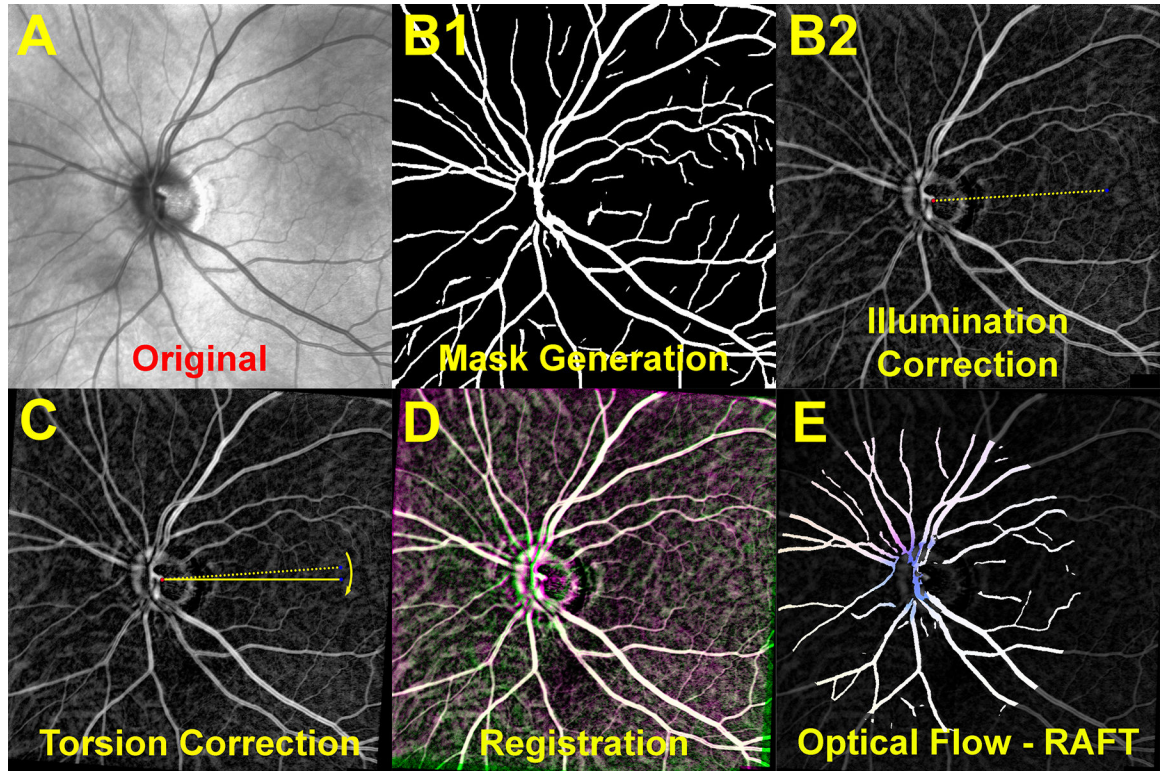 A
B1
B2
Original
Mask Generation
Illumination
Correction
C
D
E
Torsion Correction
Registration
Optical Flow - RAFT